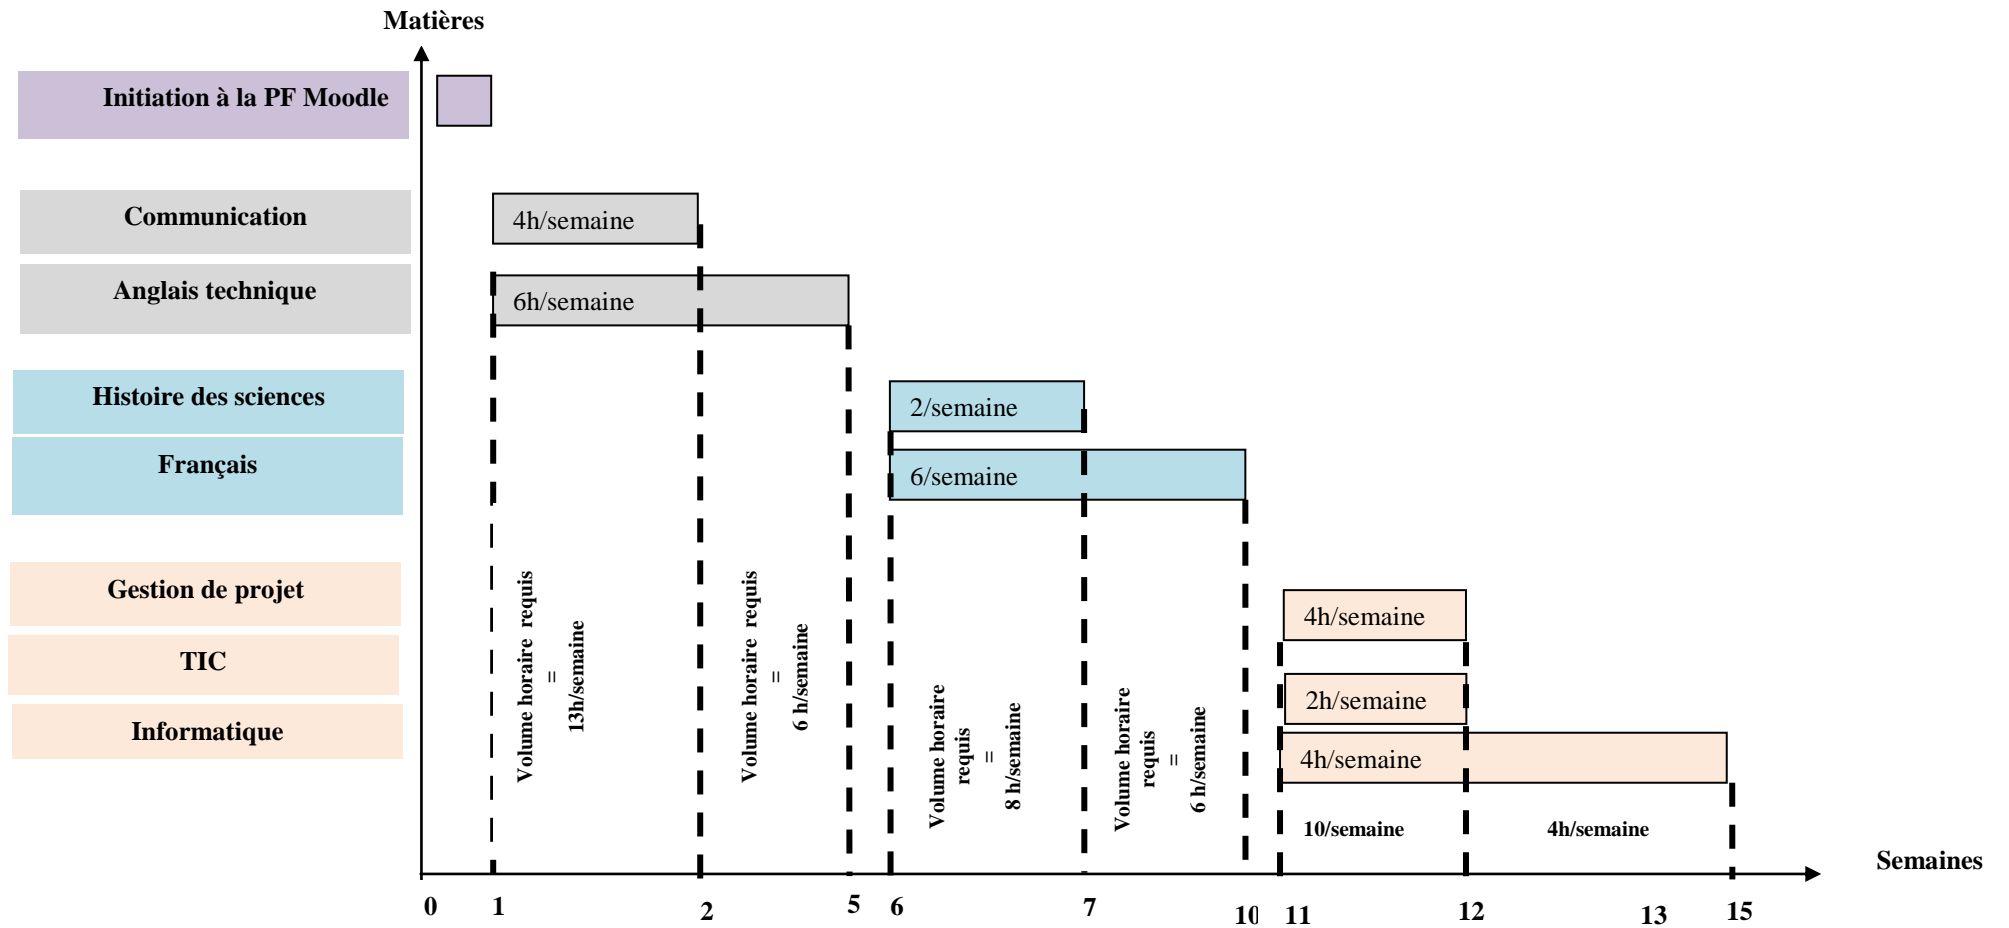 Matières
Initiation à la PF Moodle
Communication
4h/semaine
Anglais technique
6h/semaine
Histoire des sciences
2/semaine
Français
6/semaine
Gestion de projet
4h/semaine
TIC
2h/semaine
Informatique
4h/semaine
Volume horaire requis
=
13h/semaine
Volume horaire requis
=
6 h/semaine
Volume horaire
requis
=
8 h/semaine
Volume horaire
requis
=
6 h/semaine
10/semaine
4h/semaine
Semaines
0
1
2
5
6
7
10
11
12
13
15